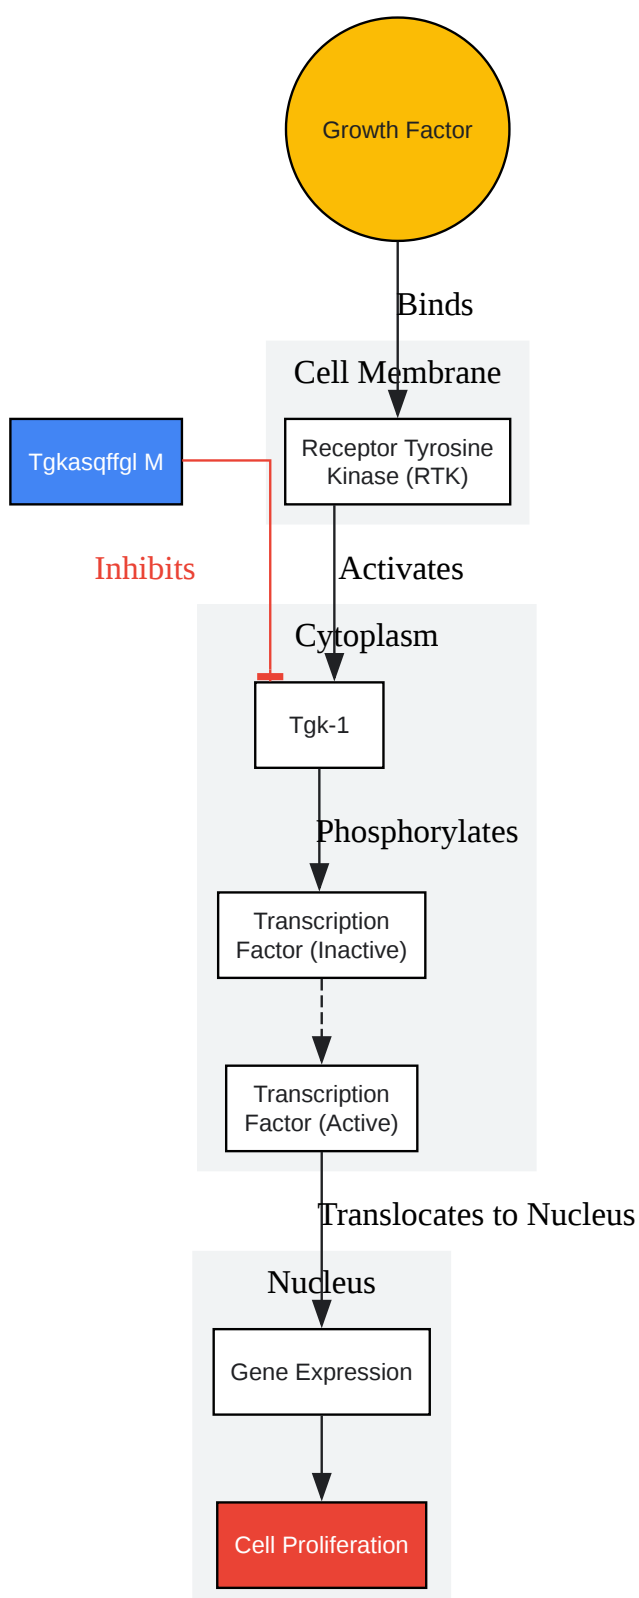 Growth Factor
Binds
Cell Membrane
Tgkasqffgl M
Receptor Tyrosine
Kinase (RTK)
Inhibits
Activates
Cytoplasm
Tgk-1
Phosphorylates
Transcription
Factor (Inactive)
Transcription
Factor (Active)
Translocates to Nucleus
Nucleus
Gene Expression
Cell Proliferation